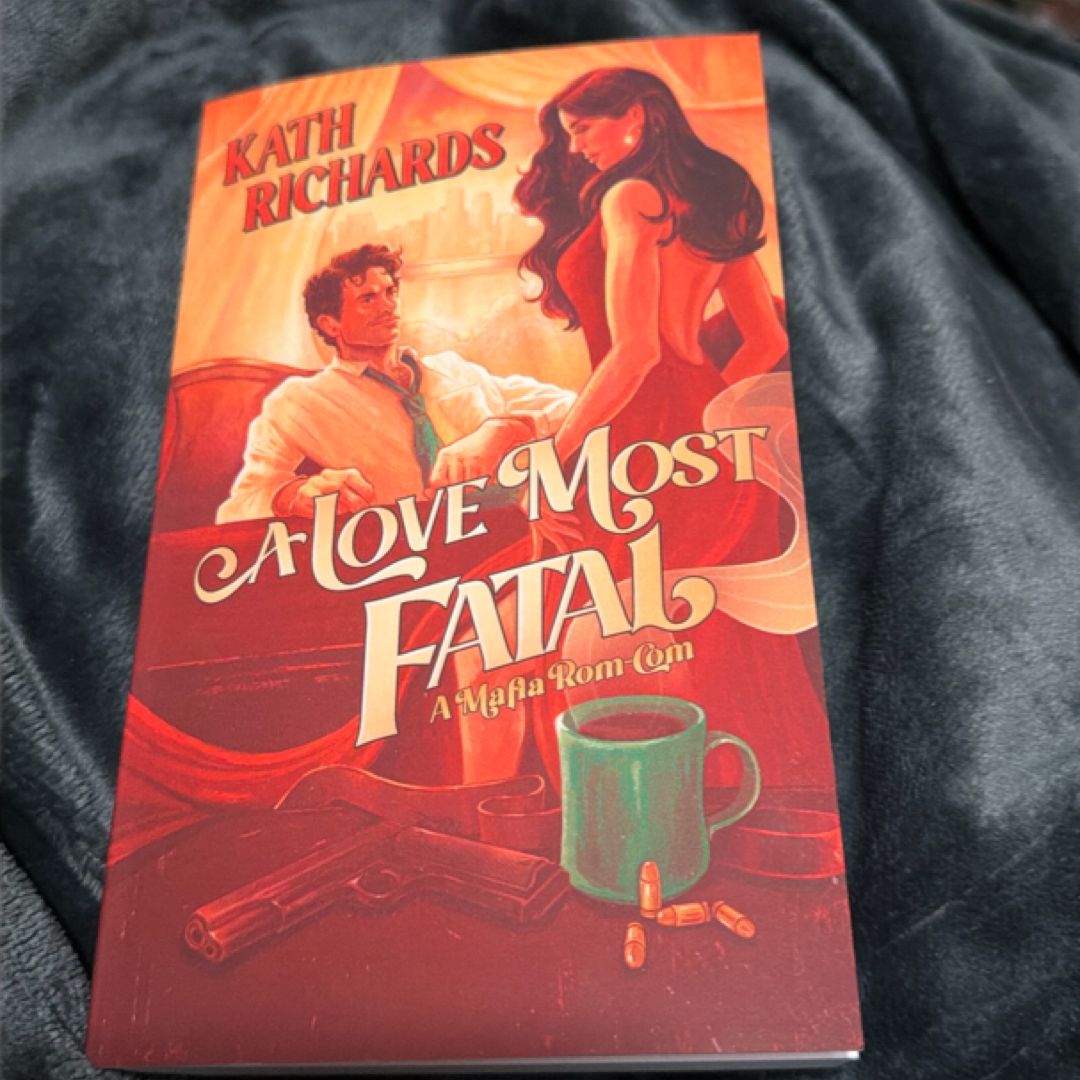 KATH
RICHARDS
A LOVE MOST
FATAL
A Mafia Rom-Com